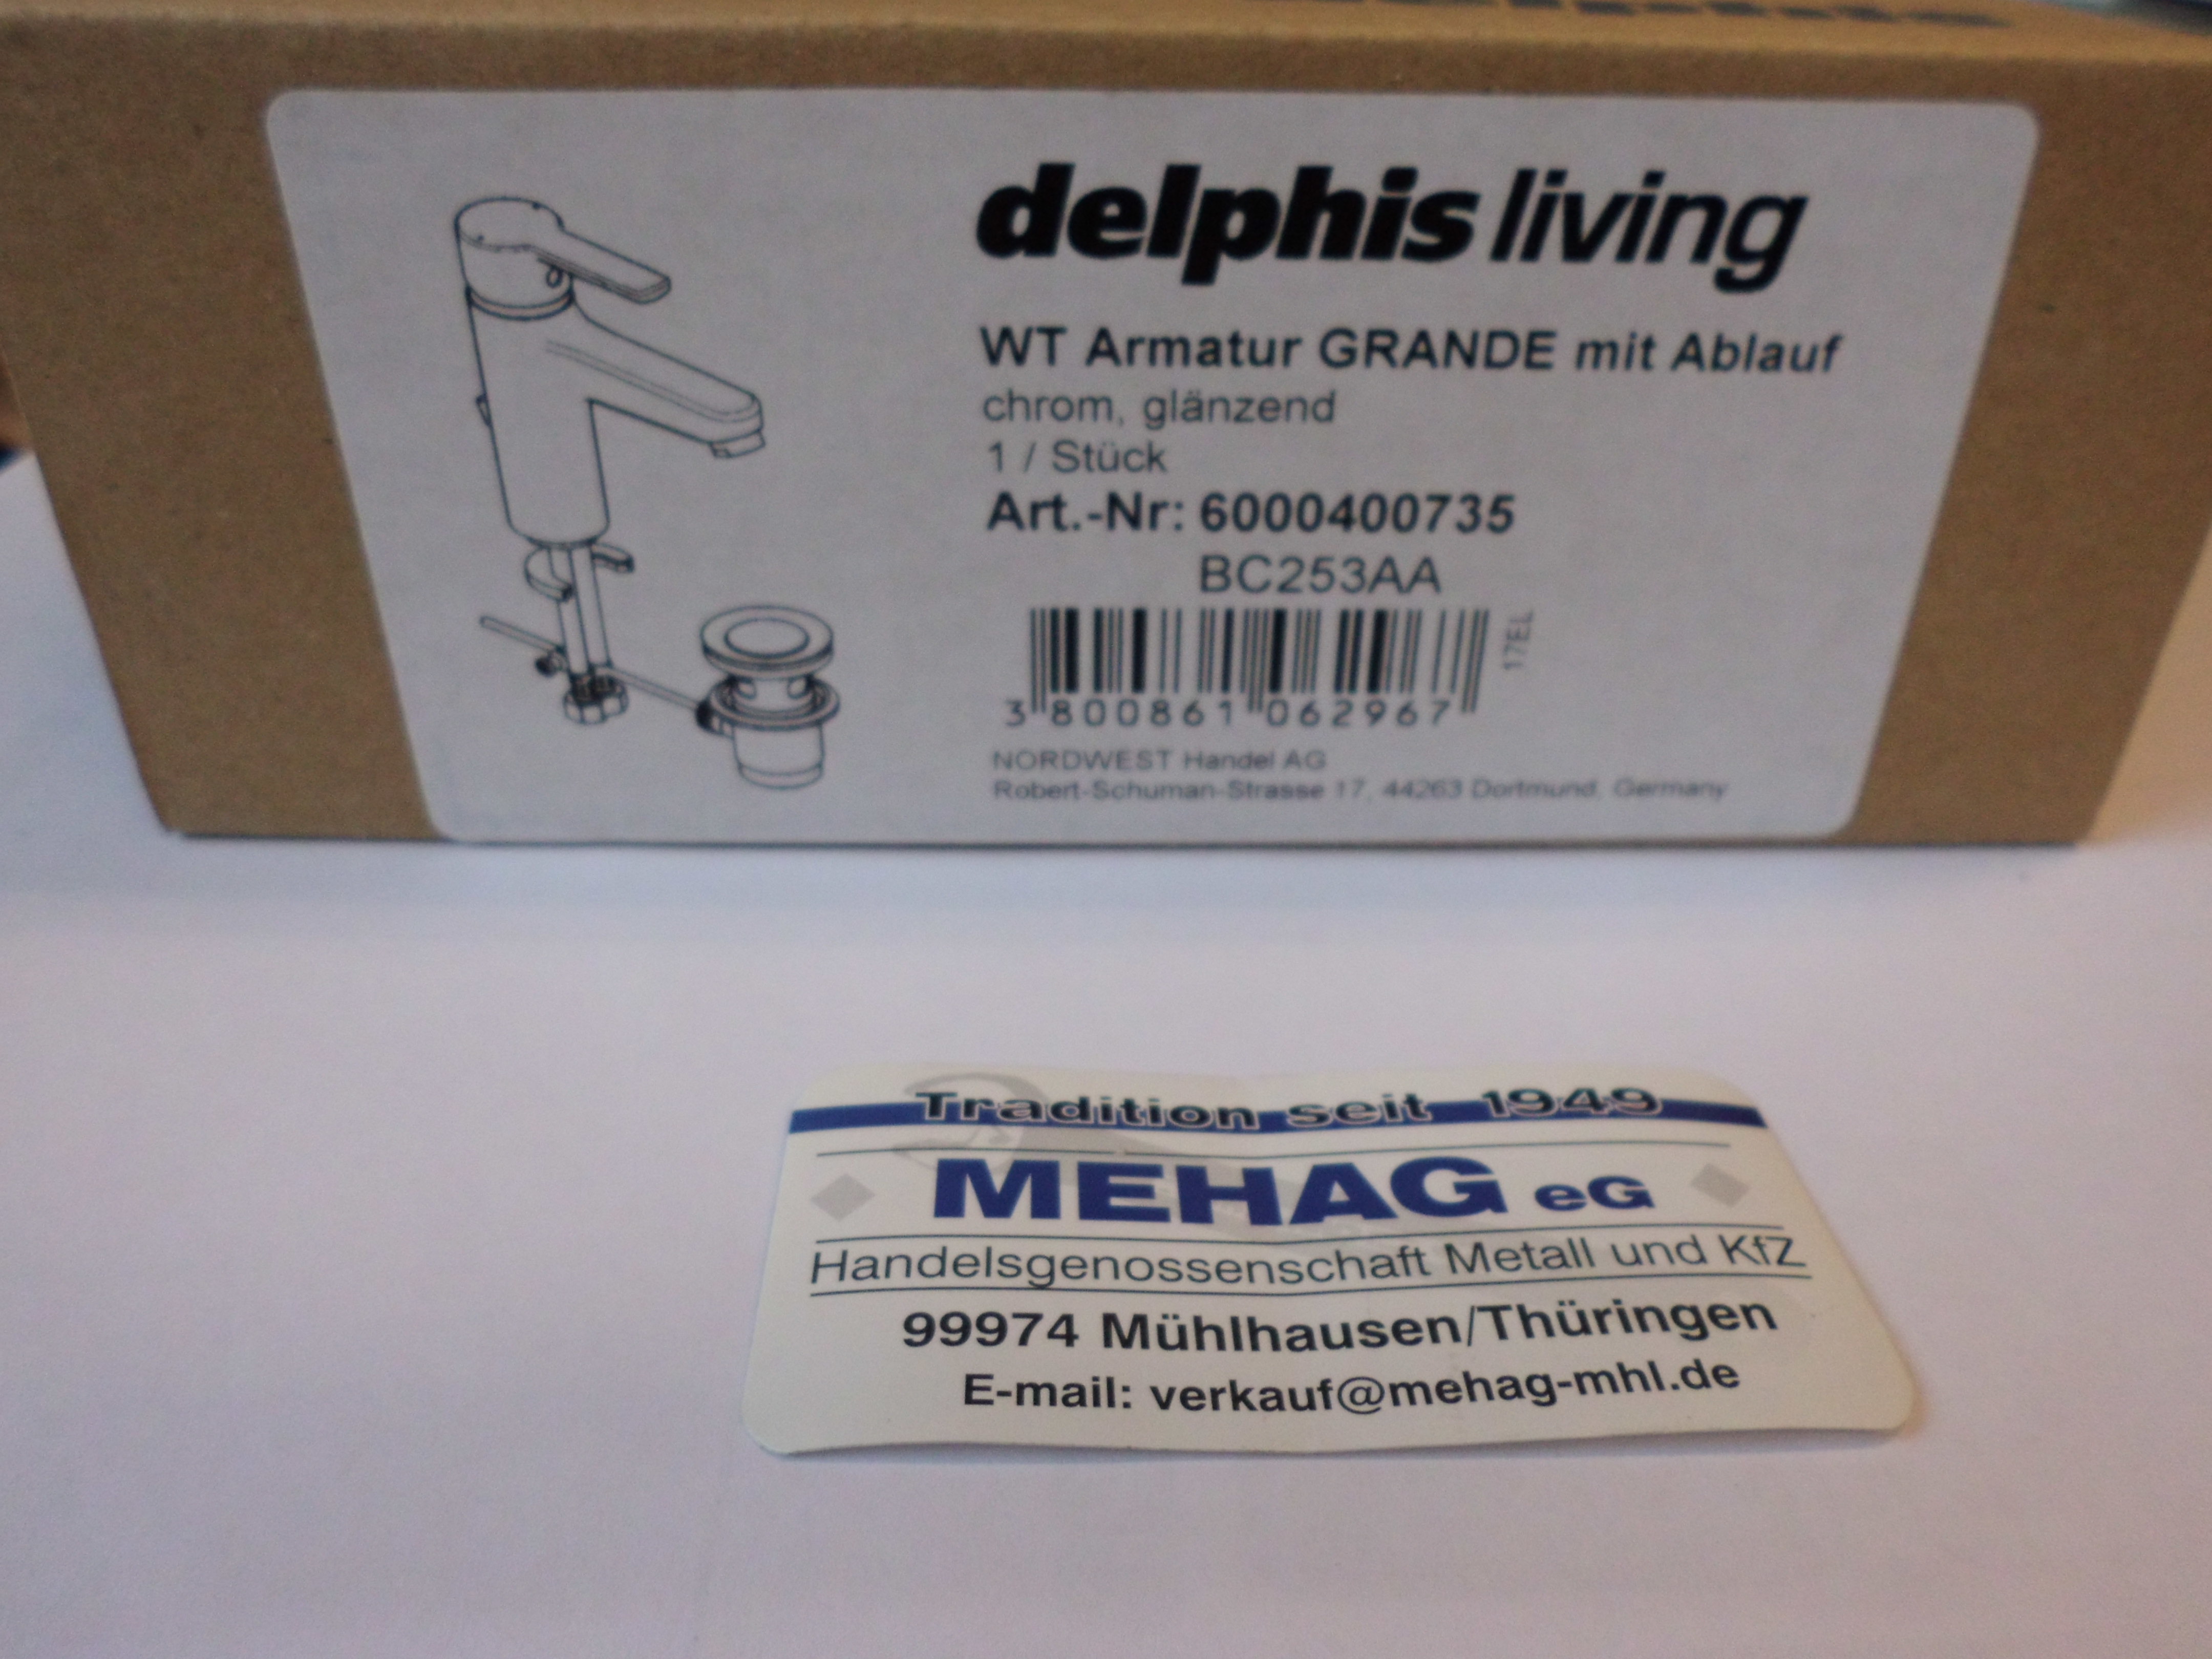 delphis living
WT Armatur GRANDE mit Ablauf
chrom, glänzend
1 / Stück
Art.-Nr: 6000400735
BC253AA
17EL
3 800861 062967
NORDWEST Handel AG
Robert-Schuman-Strasse 17, 44263 Dortmund, Germany
Tradition seit 1949
MEHAG eG
Handelsgenossenschaft Metall und KfZ
99974 Mühlhausen/Thüringen
E-mail: verkauf@mehag-mhl.de